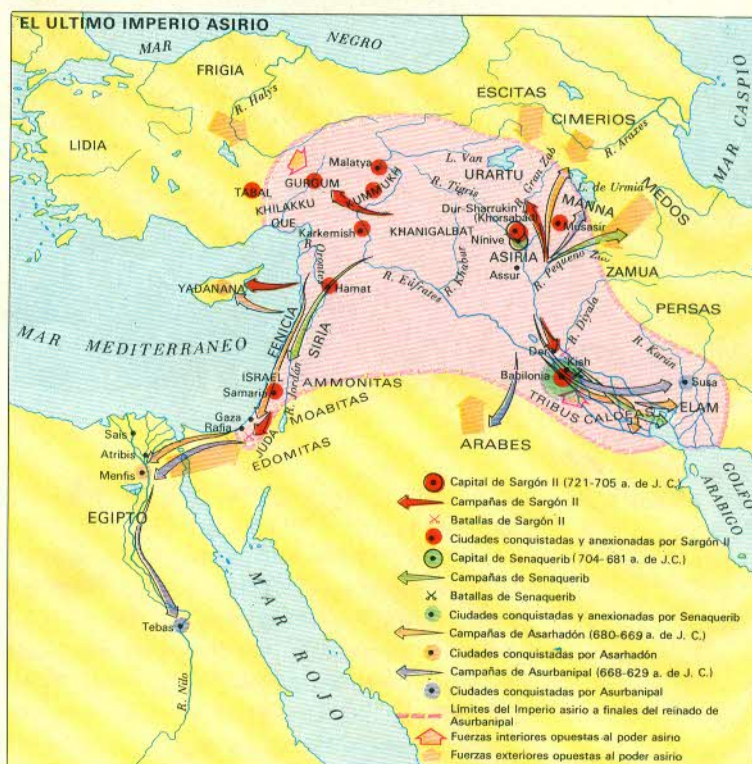 EL ULTIMO IMPERIO ASIRIO
MAR NEGRO
FRIGIA
R. Halys
ESCITAS
CIMERIOS
R. Araxes
MAR CASPIO
LIDIA
Malatya
L. Van
URARTU
R. Gran Zab
L. de Urmia
MEDOS
TABAL
GURGUM
KUMMUKH
R. Tigris
MANNA
KHILAKKU
QUE
Dur-Sharrukin
(Khorsabad)
Musasir
Karkemish
KHANIGALBAT
Ninive
ASIRIA
R. Orontes
R. Khabur
Assur
R. Pequeño Zab
ZAMUA
YADANANA
Hamat
R. Eúfrates
PERSAS
MAR MEDITERRANEO
FENICIA
SIRIA
R. Diyala
R. Karún
Der
Kish
Babilonia
Susa
ISRAEL
Samaria
R. Jordán
AMMONITAS
TRIBUS CALDEAS
ELAM
Gaza
Rafia
JUDA
MOABITAS
EDOMITAS
ARABES
Sais
Atribis
Menfis
EGIPTO
GOLFO ARABIGO
MAR ROJO
Tebas
R. Nilo
Capital de Sargón II (721-705 a. de J. C.)
Campañas de Sargón II
Batallas de Sargón II
Ciudades conquistadas y anexionadas por Sargón II
Capital de Senaquerib (704-681 a. de J.C.)
Campañas de Senaquerib
Batallas de Senaquerib
Ciudades conquistadas y anexionadas por Senaquerib
Campañas de Asarhadón (680-669 a. de J. C.)
Ciudades conquistadas por Asarhadón
Campañas de Asurbanipal (668-629 a. de J. C.)
Ciudades conquistadas por Asurbanipal
Límites del Imperio asirio a finales del reinado de
Asurbanipal
Fuerzas interiores opuestas al poder asirio
Fuerzas exteriores opuestas al poder asirio